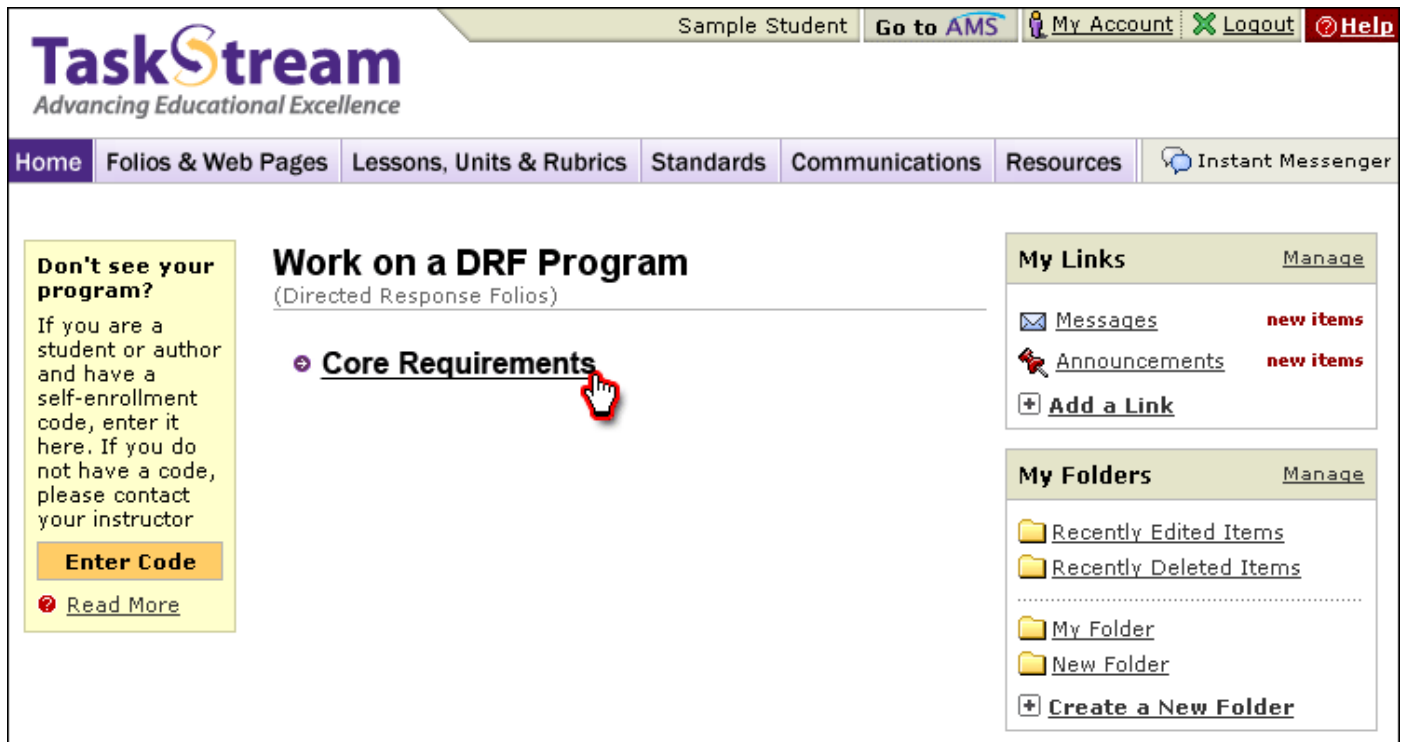 Sample Student Go to AMS My Account Logout Help
TaskStream
Advancing Educational Excellence
Home Folios & Web Pages Lessons, Units & Rubrics Standards Communications Resources Instant Messenger
Don't see your
program?
If you are a
student or author
and have a
self-enrollment
code, enter it
here. If you do
not have a code,
please contact
your instructor
Enter Code
Read More
Work on a DRF Program
(Directed Response Folios)
Core Requirements
My Links Manage
Messages new items
Announcements new items
Add a Link
My Folders Manage
Recently Edited Items
Recently Deleted Items
My Folder
New Folder
Create a New Folder